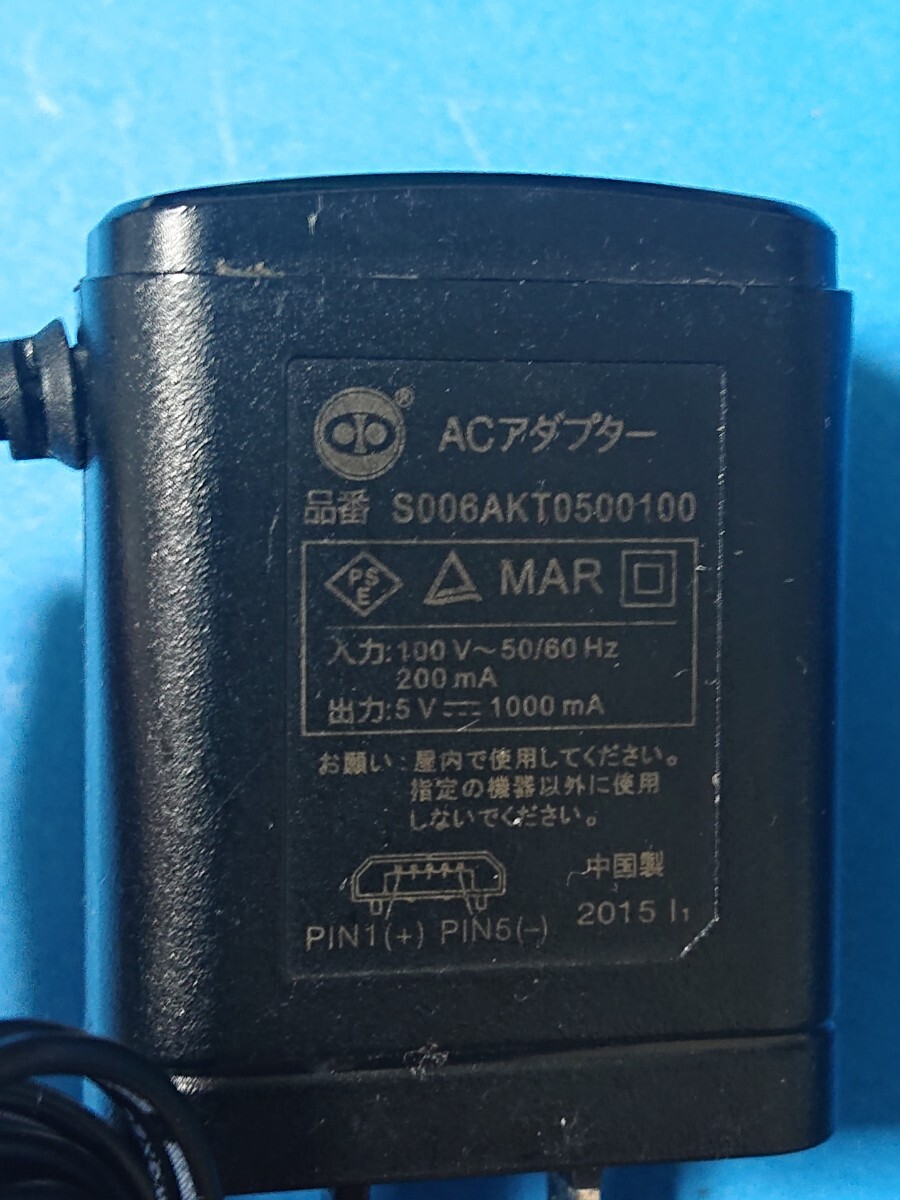 ® ACアダプター
品番 S006AKT0500100
PS
E MAR
入力:100 V～50/60 Hz
200 mA
出力:5 V⎓1000 mA
お願い:屋内で使用してください。
指定の機器以外に使用
しないでください。
中国製
PIN1(+) PIN5(-) 2015 I1